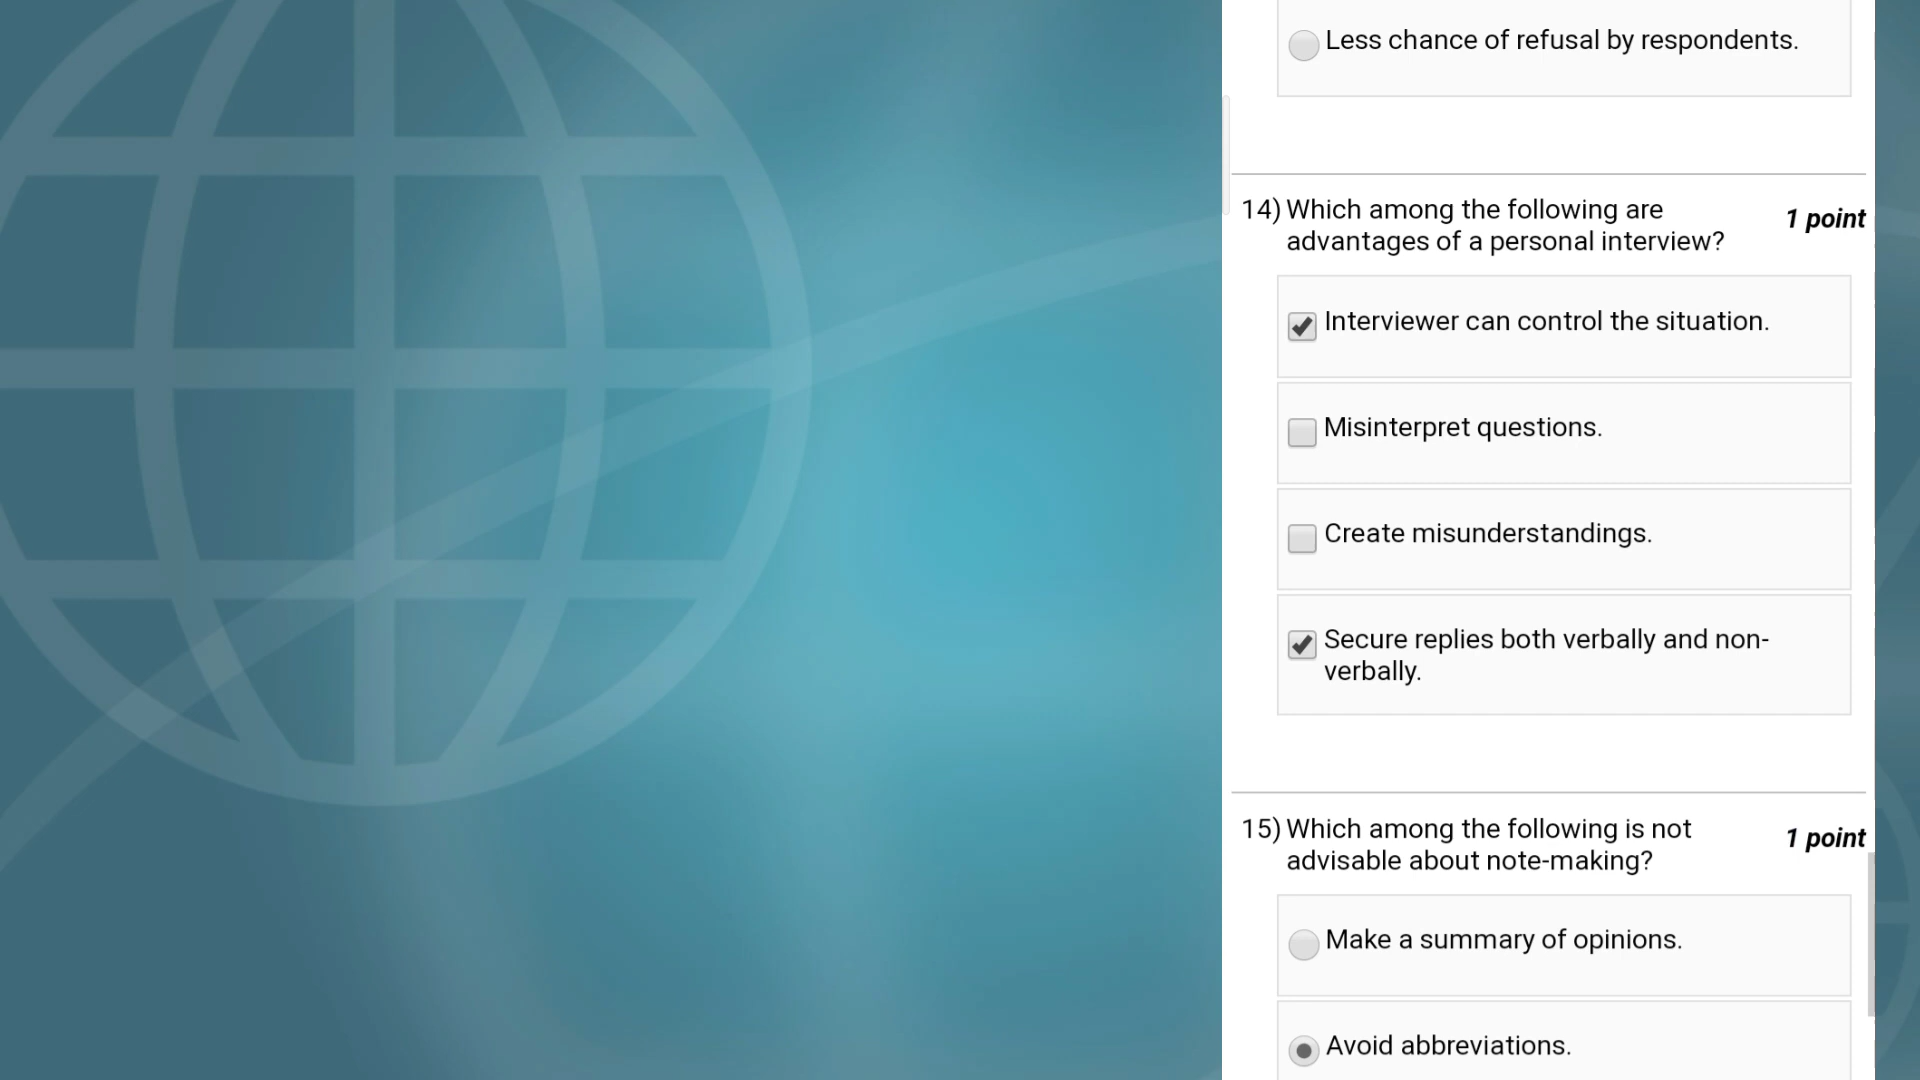 Less chance of refusal by respondents.
14) Which among the following are
advantages of a personal interview?
1 point
Interviewer can control the situation.
Misinterpret questions.
Create misunderstandings.
Secure replies both verbally and non-
verbally.
15) Which among the following is not
advisable about note-making?
1 point
Make a summary of opinions.
Avoid abbreviations.